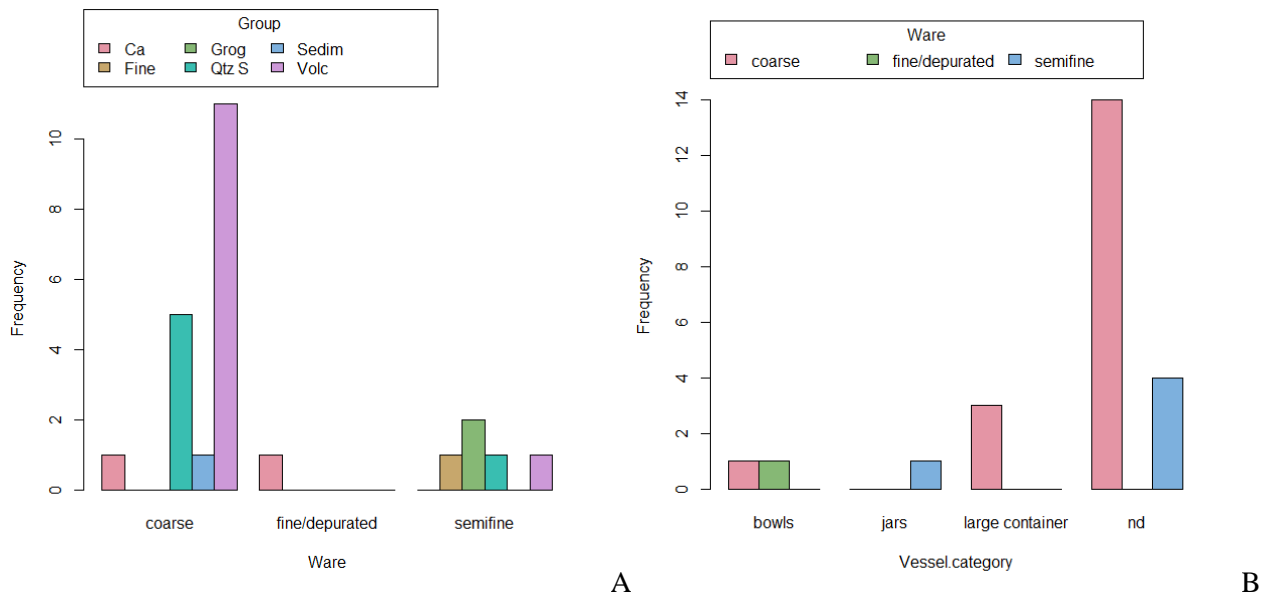 Group
Ca Grog Sedim
Fine Qtz S Volc
Frequency
10
8
6
4
2
0
coarse fine/depurated semifine
Ware
A
Ware
coarse fine/depurated semifine
Frequency
14
12
10
8
6
4
2
0
bowls jars large container nd
Vessel.category
B